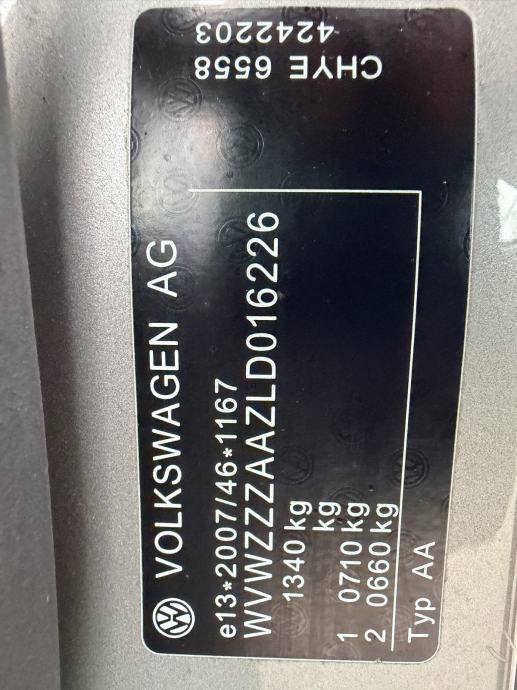 VOLKSWAGEN AG
e13*2007/46*1167
WVWZZZAAZLD016226
1340 kg
kg
1 0710 kg
2 0660 kg
Typ AA
CHYE 6558
4242203